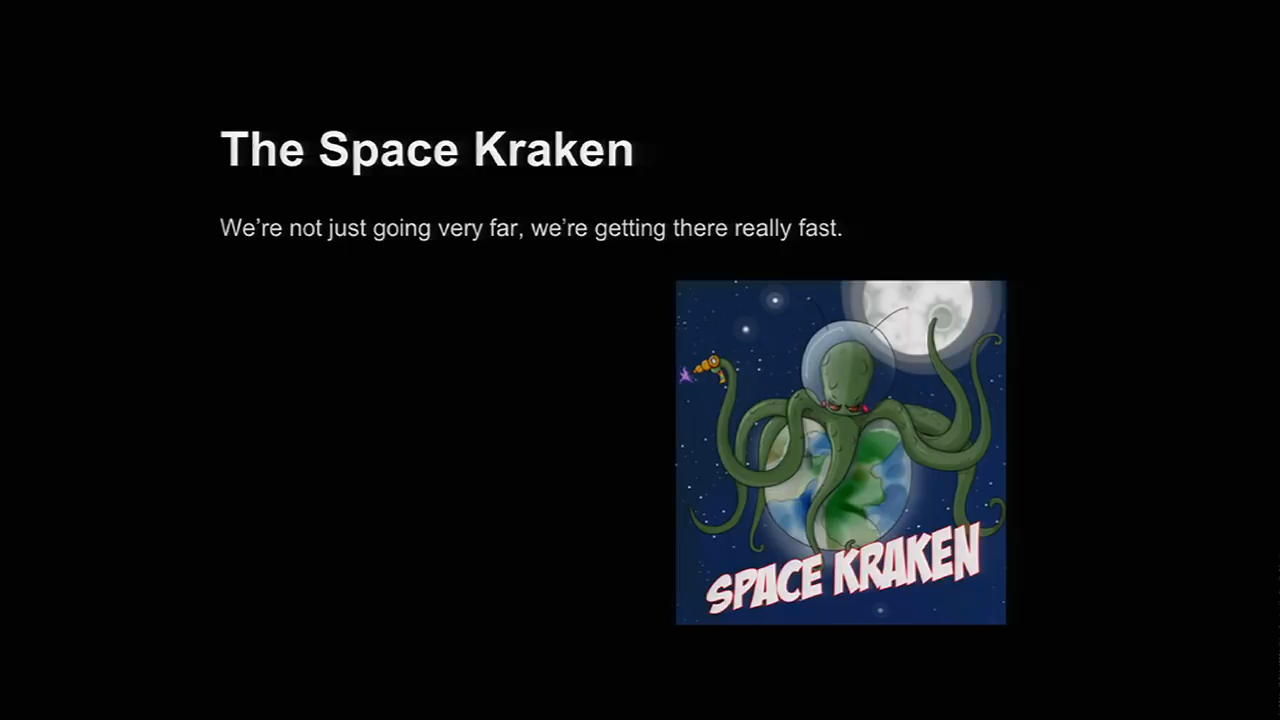 The Space Kraken
We’re not just going very far, we’re getting there really fast.
SPACE KRAKEN